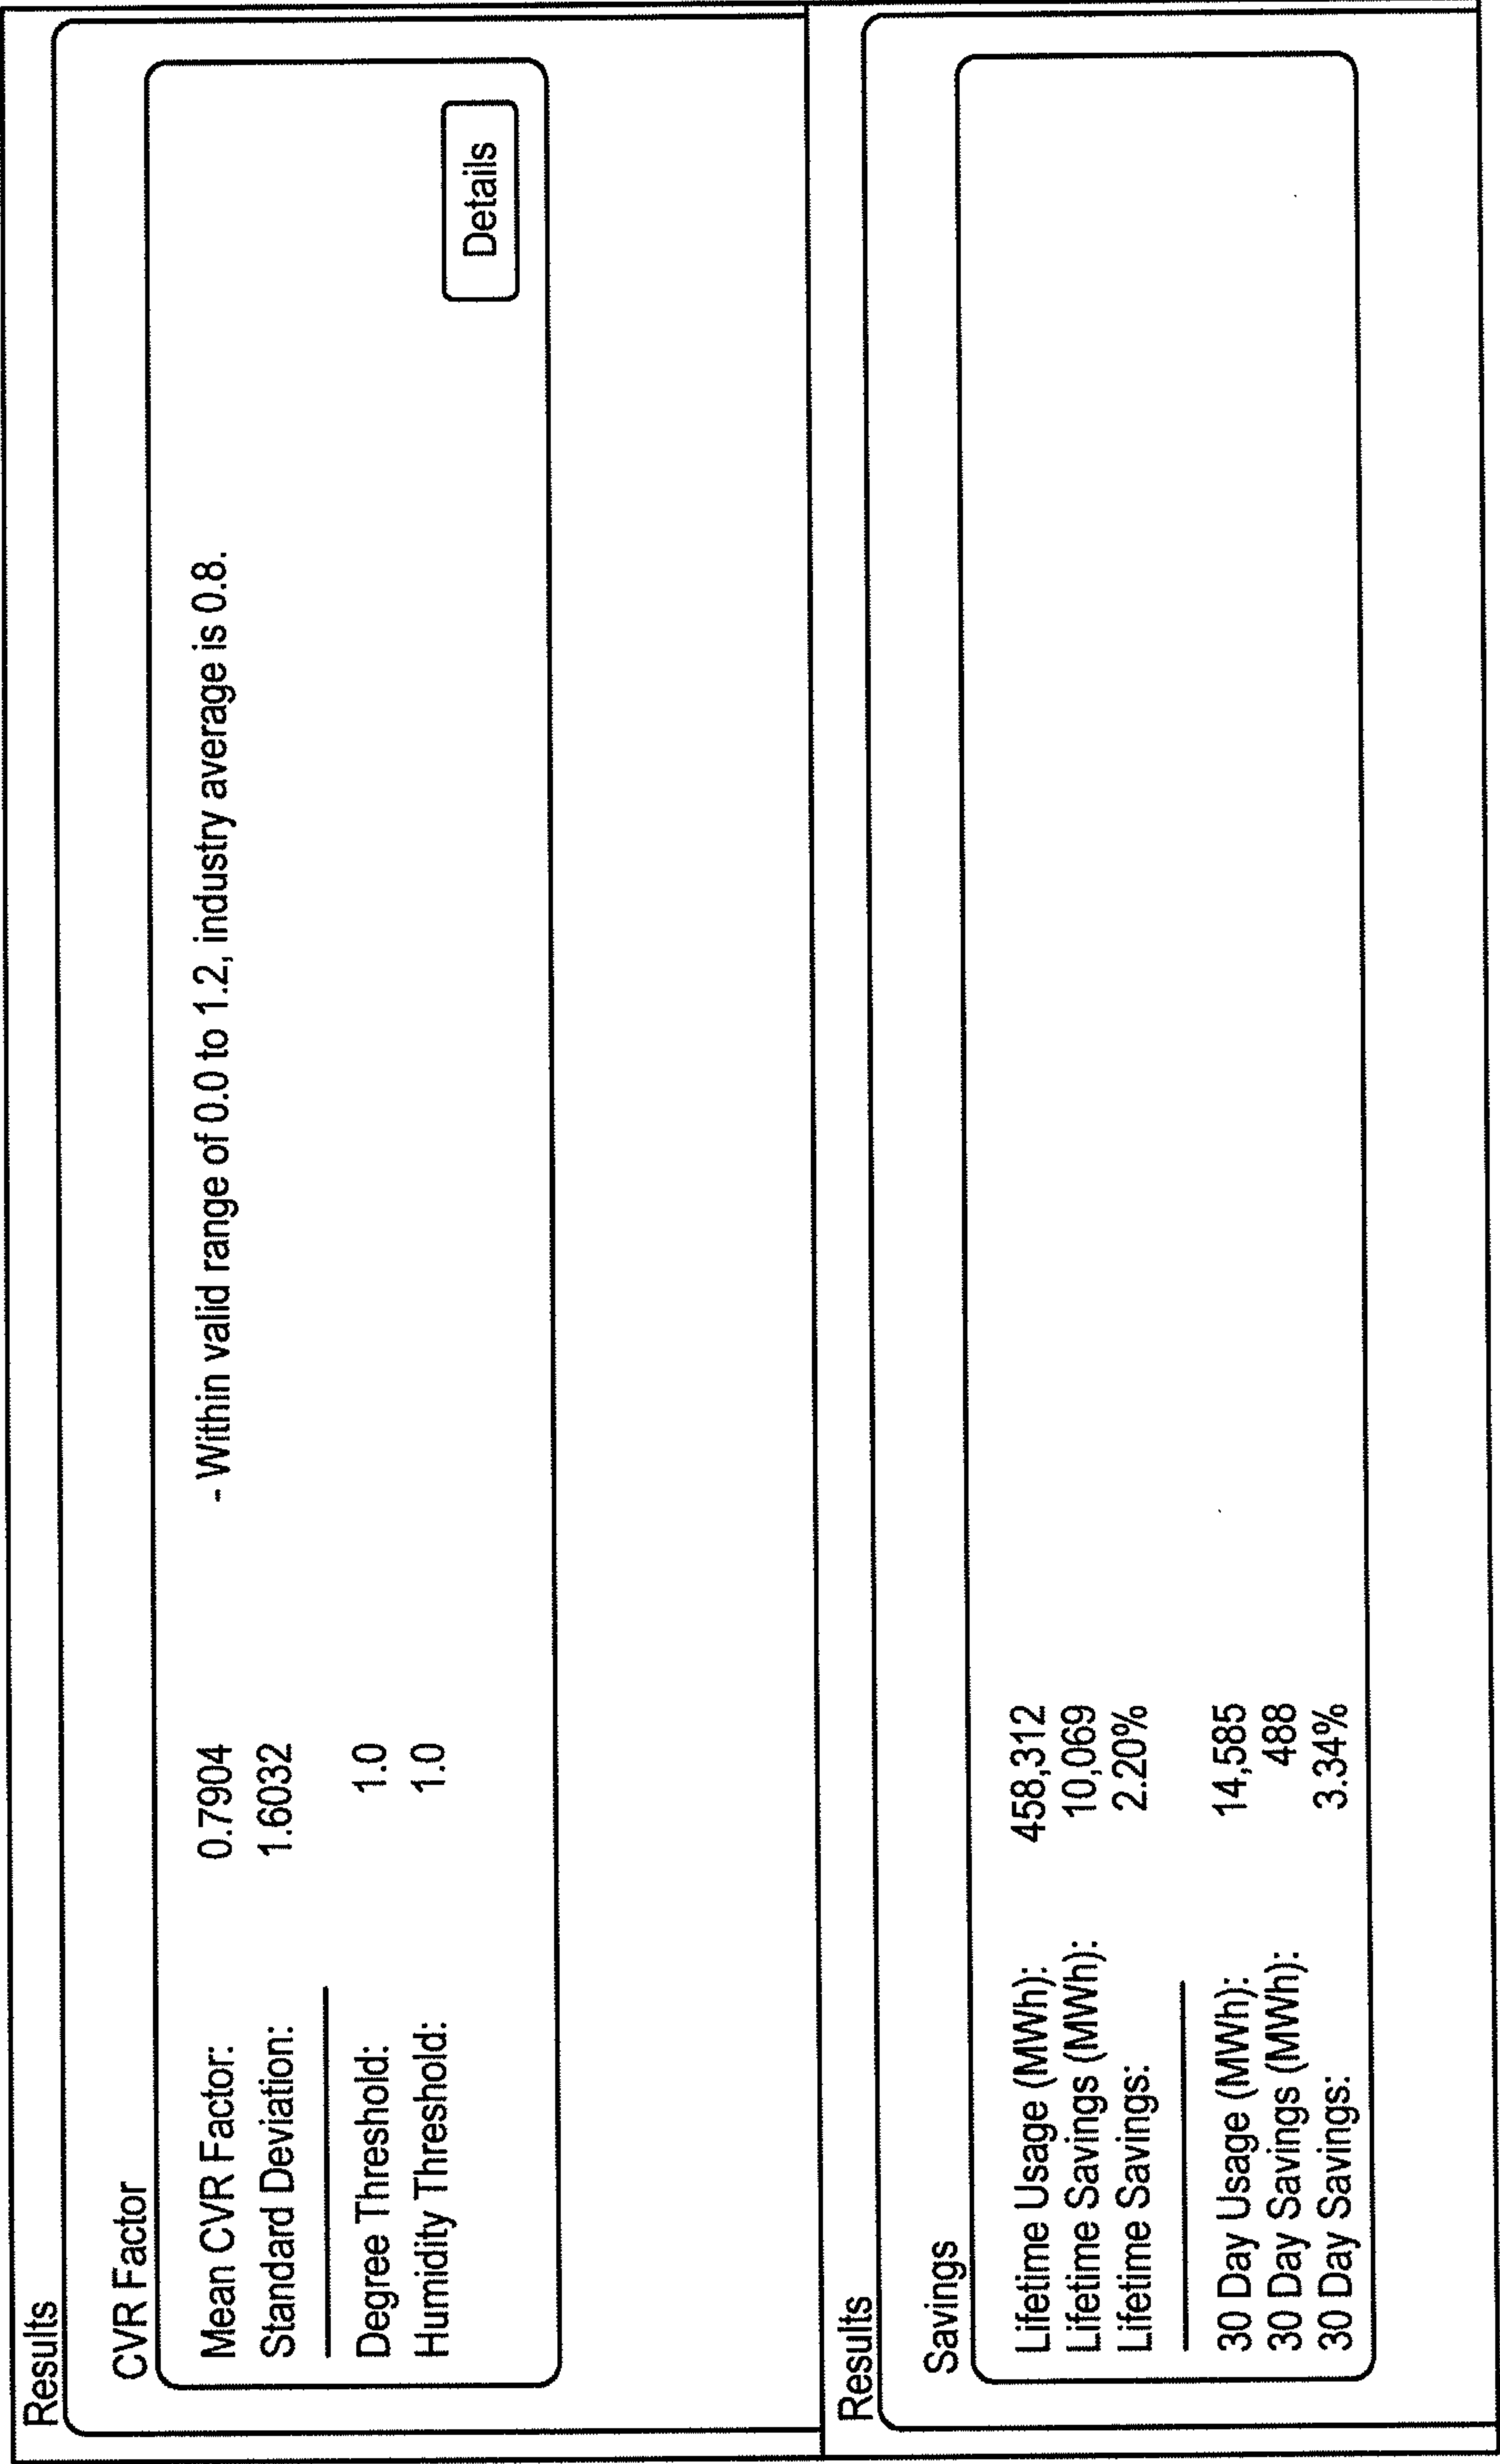 Results
CVR Factor
Mean CVR Factor: 0.7904 - Within valid range of 0.0 to 1.2, industry average is 0.8.
Standard Deviation: 1.6032
Degree Threshold: 1.0
Humidity Threshold: 1.0
Details
Results
Savings
Lifetime Usage (MWh): 458,312
Lifetime Savings (MWh): 10,069
Lifetime Savings: 2.20%
30 Day Usage (MWh): 14,585
30 Day Savings (MWh): 488
30 Day Savings: 3.34%